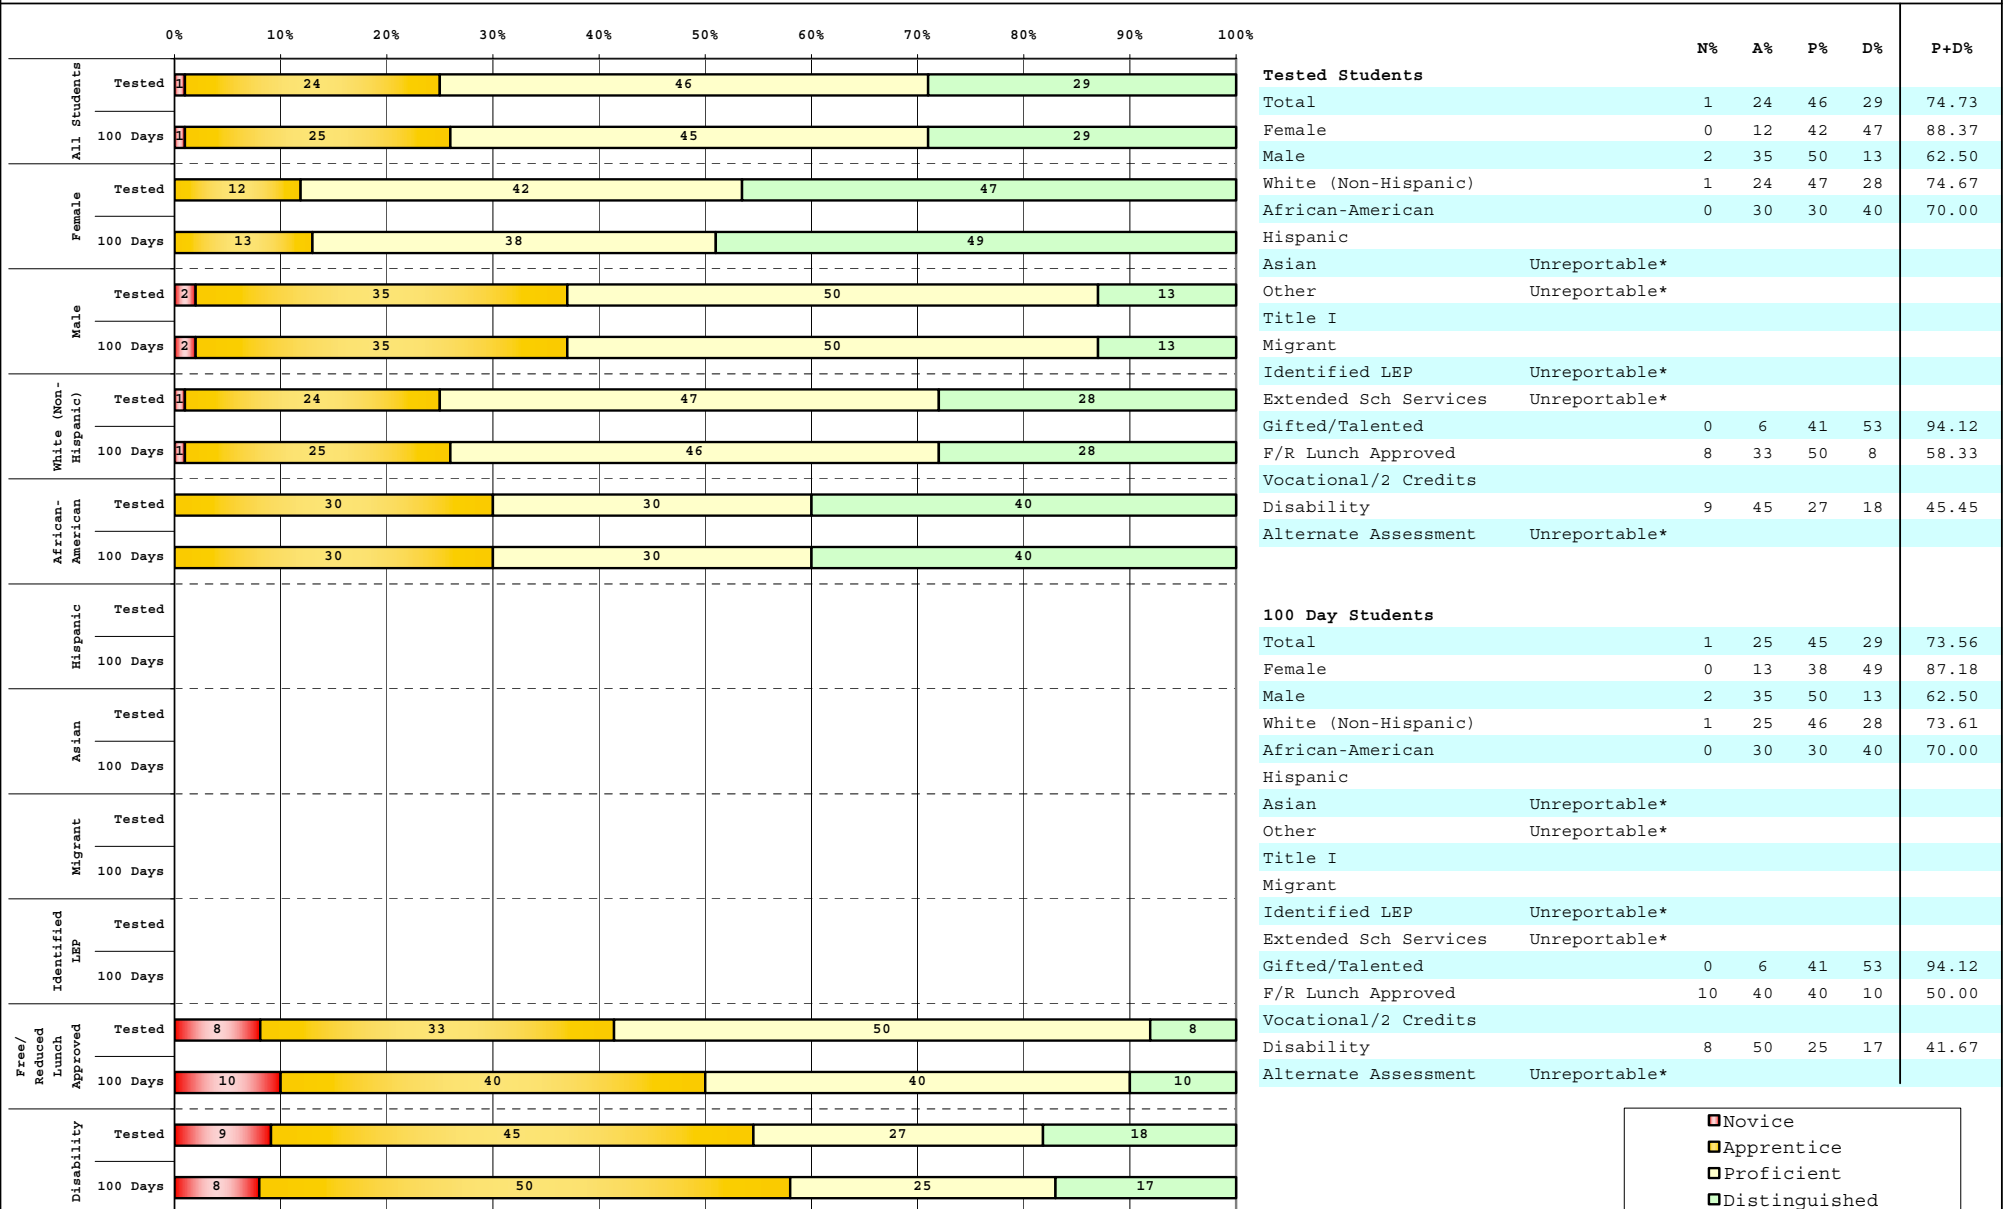 0% 10% 20% 30% 40% 50% 60% 70% 80% 90% 100%
All Students
Tested 1 24 46 29
100 Days 1 25 45 29
Female
Tested 12 42 47
100 Days 13 38 49
Male
Tested 2 35 50 13
100 Days 2 35 50 13
White (Non-
Hispanic)
Tested 1 24 47 28
100 Days 1 25 46 28
African-
American
Tested 30 30 40
100 Days 30 30 40
Hispanic
Tested
100 Days
Asian
Tested
100 Days
Migrant
Tested
100 Days
Identified
LEP
Tested
100 Days
Free/
Reduced
Lunch
Approved
Tested 8 33 50 8
100 Days 10 40 40 10
Disability
Tested 9 45 27 18
100 Days 8 50 25 17
N% A% P% D% P+D%
Tested Students
Total 1 24 46 29 74.73
Female 0 12 42 47 88.37
Male 2 35 50 13 62.50
White (Non-Hispanic) 1 24 47 28 74.67
African-American 0 30 30 40 70.00
Hispanic
Asian Unreportable*
Other Unreportable*
Title I
Migrant
Identified LEP Unreportable*
Extended Sch Services Unreportable*
Gifted/Talented 0 6 41 53 94.12
F/R Lunch Approved 8 33 50 8 58.33
Vocational/2 Credits
Disability 9 45 27 18 45.45
Alternate Assessment Unreportable*
100 Day Students
Total 1 25 45 29 73.56
Female 0 13 38 49 87.18
Male 2 35 50 13 62.50
White (Non-Hispanic) 1 25 46 28 73.61
African-American 0 30 30 40 70.00
Hispanic
Asian Unreportable*
Other Unreportable*
Title I
Migrant
Identified LEP Unreportable*
Extended Sch Services Unreportable*
Gifted/Talented 0 6 41 53 94.12
F/R Lunch Approved 10 40 40 10 50.00
Vocational/2 Credits
Disability 8 50 25 17 41.67
Alternate Assessment Unreportable*
Novice
Apprentice
Proficient
Distinguished